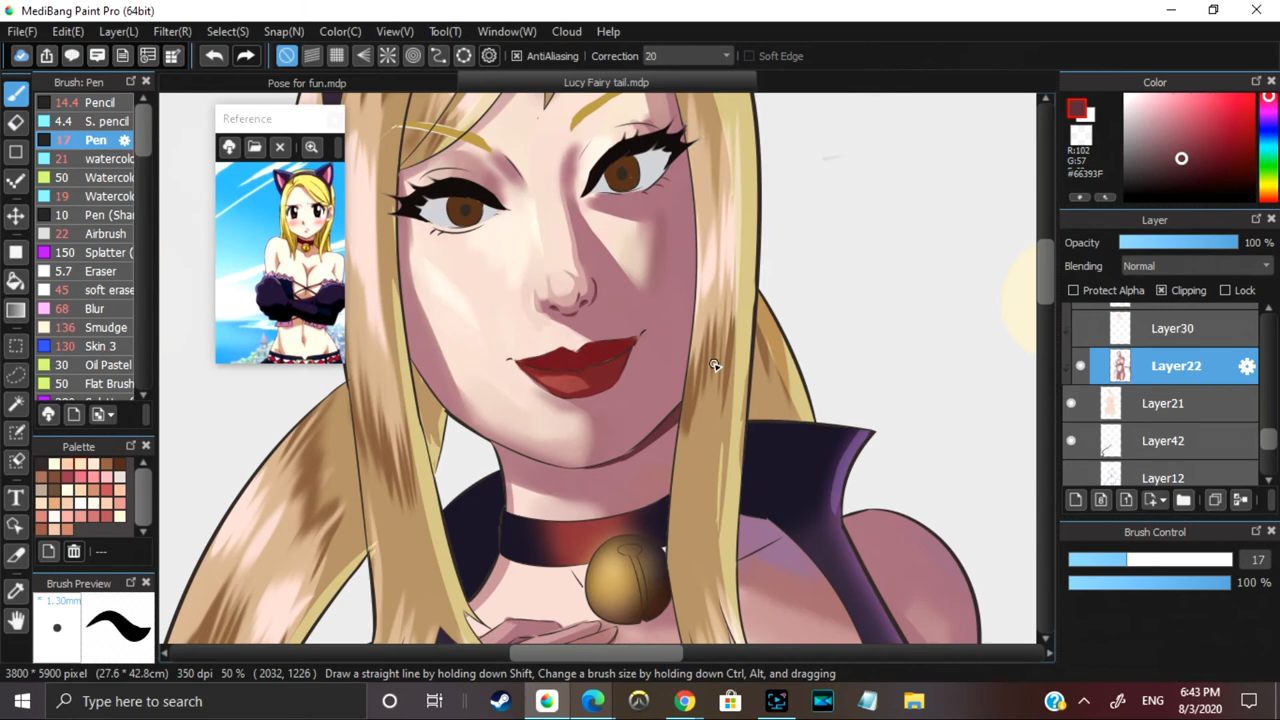 MediBang Paint Pro (64bit)
File(F) Edit(E) Layer(L) Filter(R) Select(S) Snap(N) Color(C) View(V) Tool(T) Window(W) Cloud Help
AntiAliasing Correction 20 Soft Edge
Brush: Pen
Pose for fun.mdp
Lucy Fairy tail.mdp
Color
14.4 Pencil
4.4 S. pencil
17 Pen
21 watercolo
50 Watercolo
19 Waterco
10 Pen (Sha
22 Airbrush
150 Splatter (
5.7 Eraser
45 soft erase
68 Blur
136 Smudge
130 Skin 3
30 Oil Pastel
50 Flat Brush
Reference
R:102
G:57
B:63
#66393F
Layer
Opacity 100 %
Blending Normal
Protect Alpha Clipping Lock
Layer30
Layer22
Layer21
Layer42
Layer12
Palette
---
Brush Preview
* 1.30mm
Brush Control
17
100 %
3800 * 5900 pixel (27.6 * 42.8cm) 350 dpi 50 % ( 2032, 1226 ) Draw a straight line by holding down Shift, Change a brush size by holding down Ctrl, Alt, and dragging
Type here to search
ENG
6:43 PM
8/3/2020